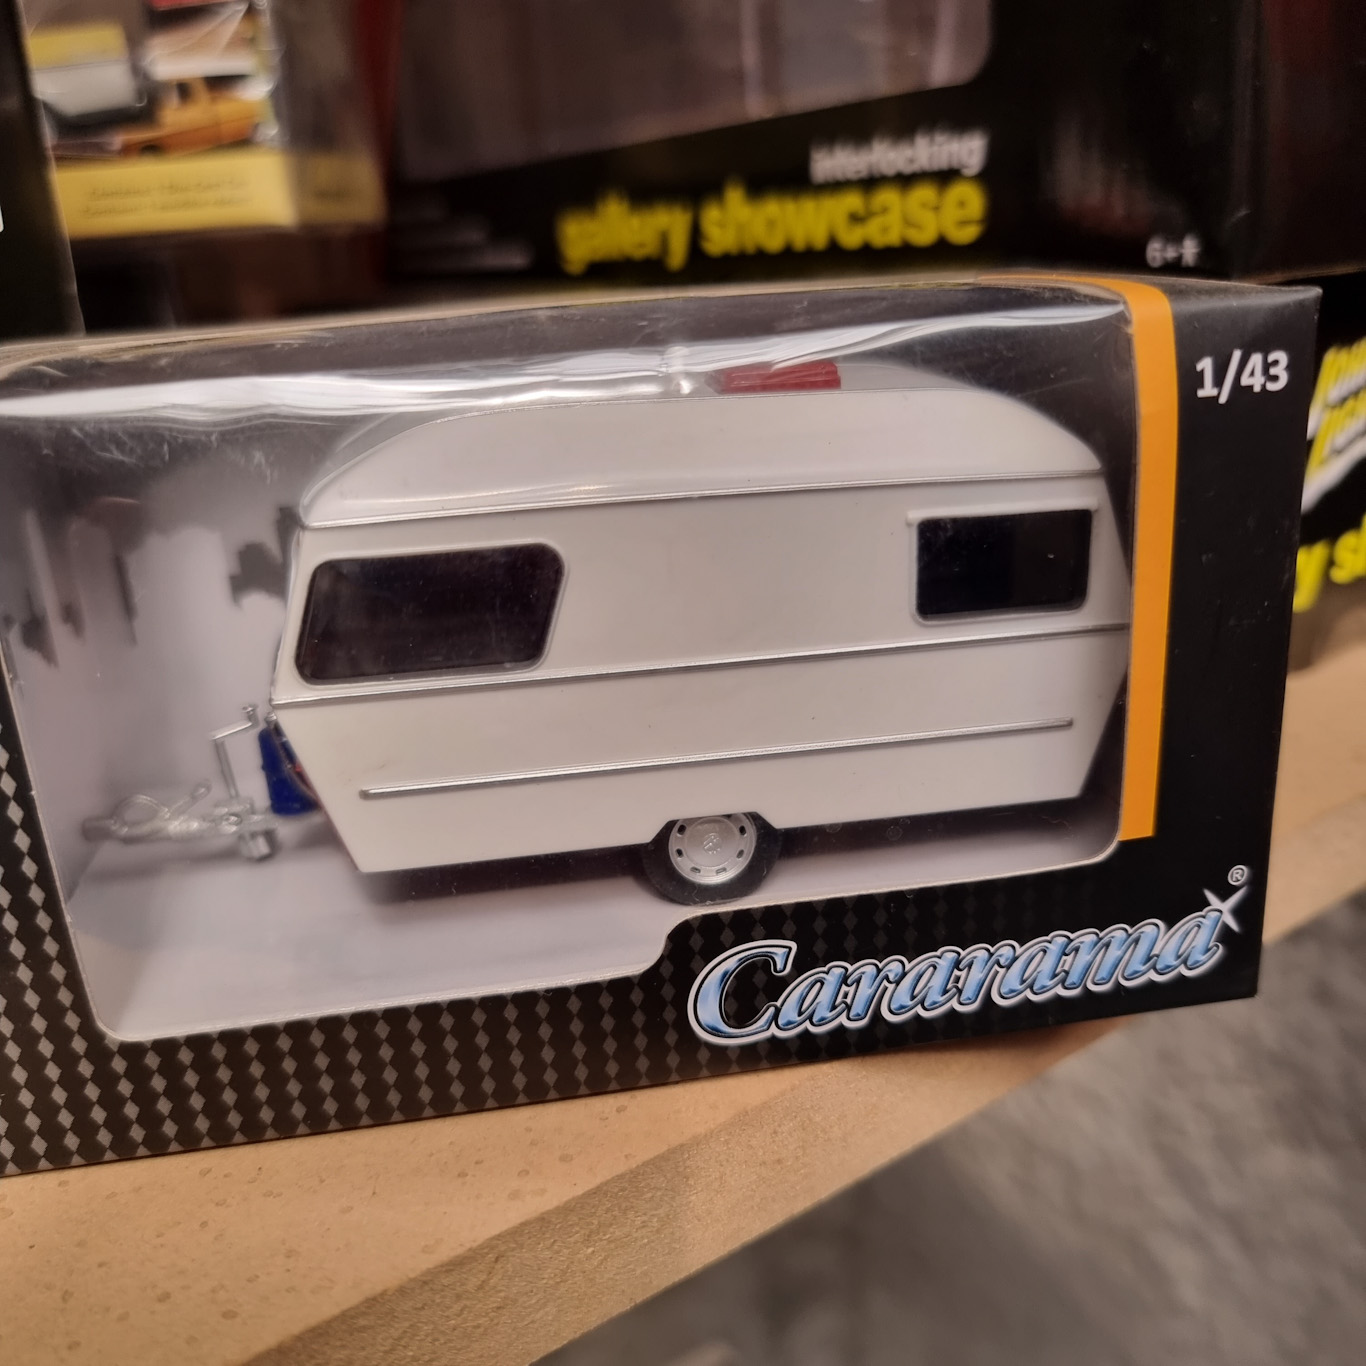 interlocking
gallery showcase
6+
1/43
Cararama®